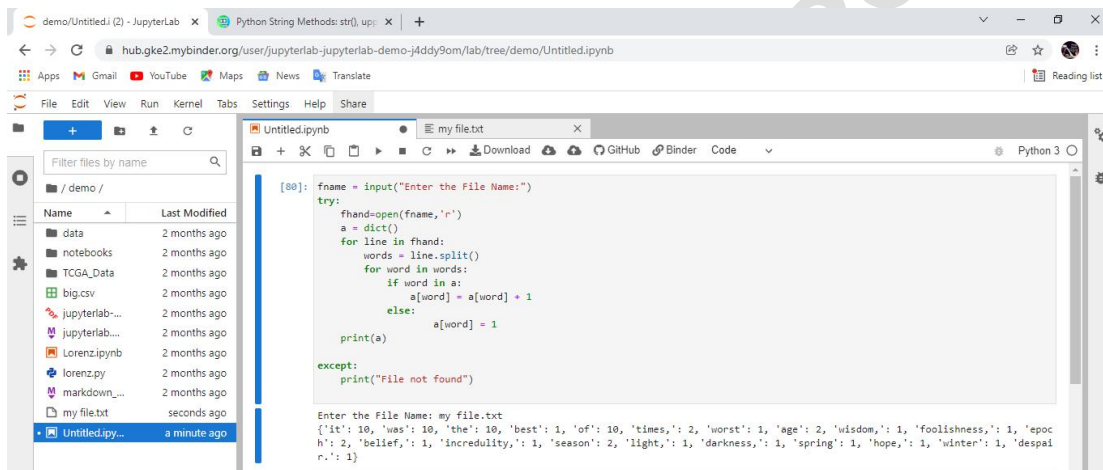 demo/Untitled.i (2) - JupyterLab
Python String Methods: str(), upp
hub.gke2.mybinder.org/user/jupyterlab-jupyterlab-demo-j4ddy9om/lab/tree/demo/Untitled.ipynb
Apps Gmail YouTube Maps News Translate Reading list
File Edit View Run Kernel Tabs Settings Help Share
Untitled.ipynb my file.txt
Download GitHub Binder Code Python 3
Filter files by name
/ demo /
Name Last Modified
data 2 months ago
notebooks 2 months ago
TCGA_Data 2 months ago
big.csv 2 months ago
jupyterlab-... 2 months ago
jupyterlab.... 2 months ago
Lorenz.ipynb 2 months ago
lorenz.py 2 months ago
markdown_... 2 months ago
my file.txt seconds ago
Untitled.ipy... a minute ago
[80]: fname = input("Enter the File Name:")
try:
fhand=open(fname,'r')
a = dict()
for line in fhand:
words = line.split()
for word in words:
if word in a:
a[word] = a[word] + 1
else:
a[word] = 1
print(a)
except:
print("File not found")
Enter the File Name: my file.txt
{'it': 10, 'was': 10, 'the': 10, 'best': 1, 'of': 10, 'times,': 2, 'worst': 1, 'age': 2, 'wisdom,': 1, 'foolishness,': 1, 'epoc
h': 2, 'belief,': 1, 'incredulity,': 1, 'season': 2, 'light,': 1, 'darkness,': 1, 'spring': 1, 'hope,': 1, 'winter': 1, 'despai
r.': 1}